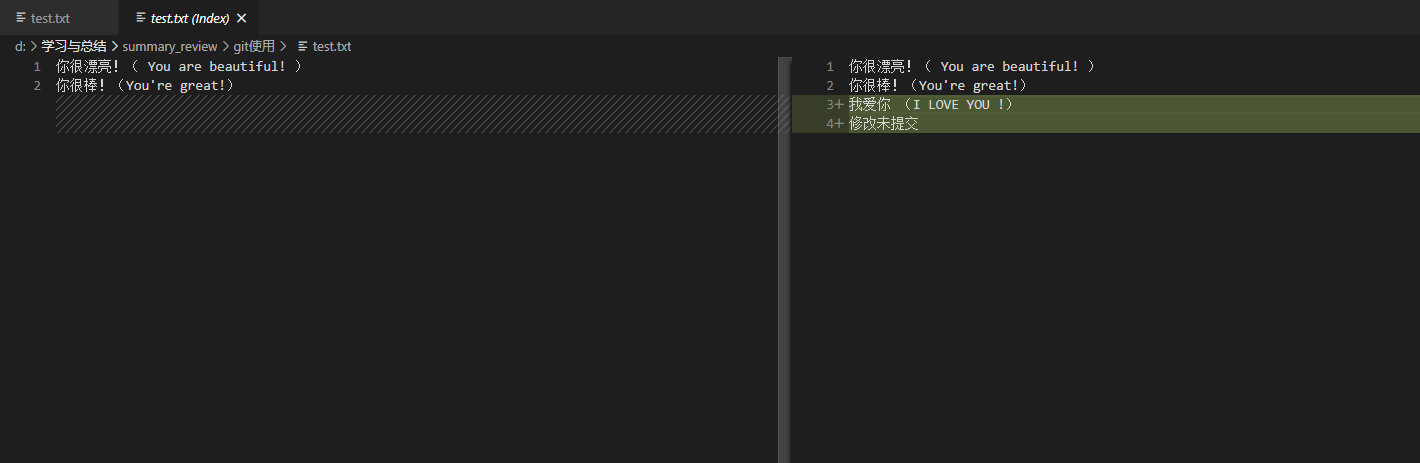 test.txt
test.txt (Index)
d: > 学习与总结 > summary_review > git使用 > test.txt
1 你很漂亮!（ You are beautiful! ）
2 你很棒!（You're great!）
1 你很漂亮!（ You are beautiful! ）
2 你很棒!（You're great!）
3+ 我爱你 （I LOVE YOU !）
4+ 修改未提交